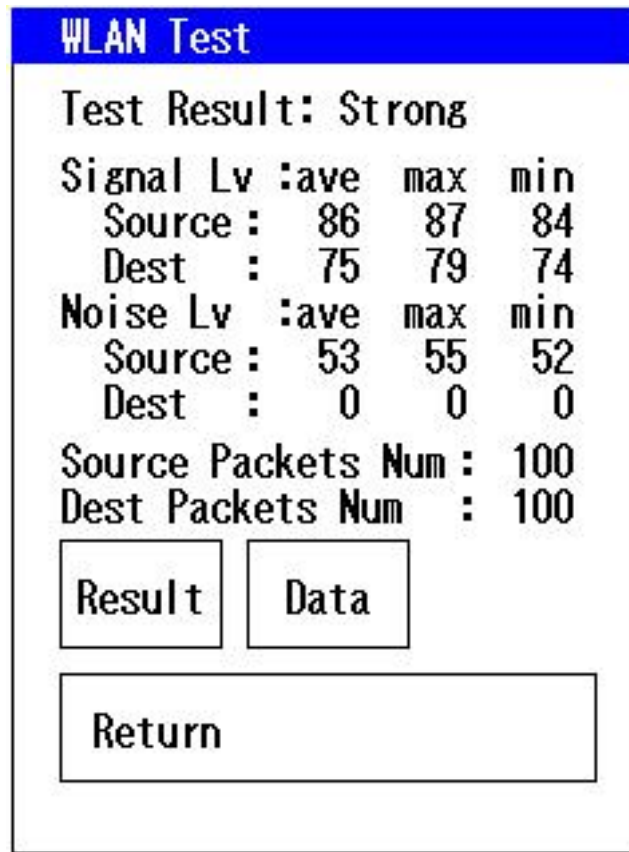 WLAN Test
Test Result: Strong
Signal Lv :ave max min
Source: 86 87 84
Dest : 75 79 74
Noise Lv :ave max min
Source: 53 55 52
Dest : 0 0 0
Source Packets Num: 100
Dest Packets Num : 100
Result Data
Return